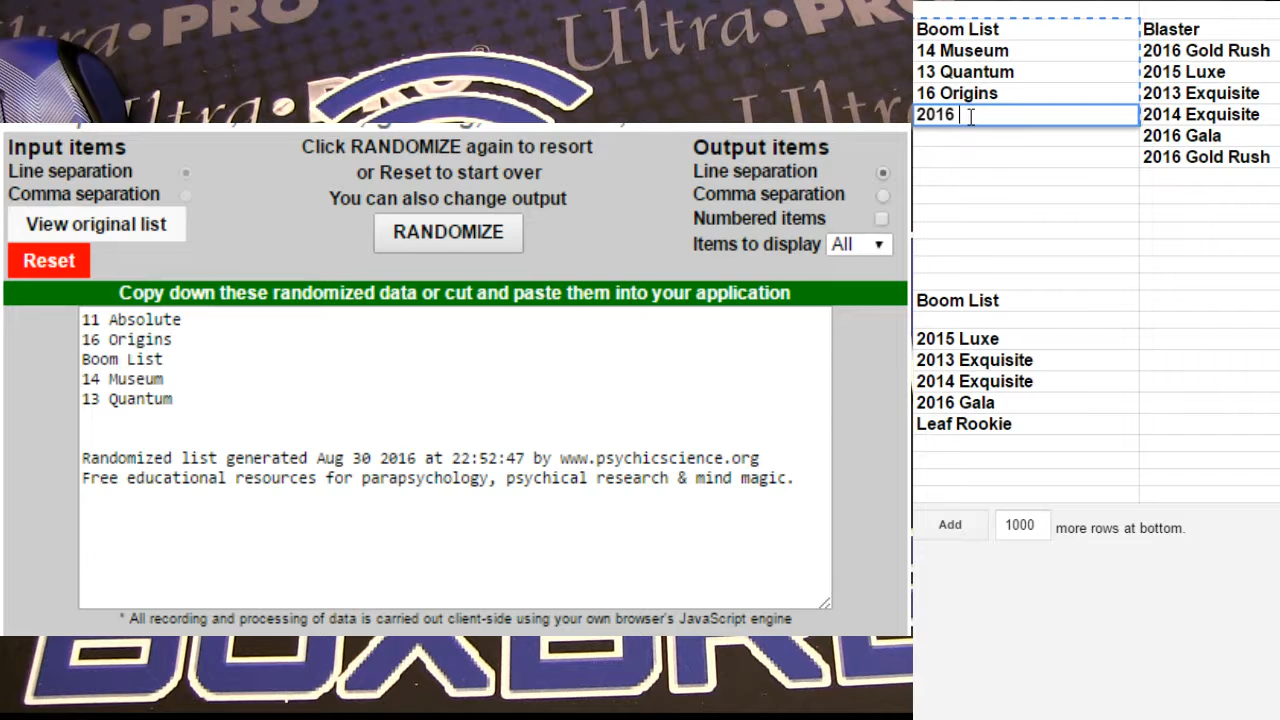 Ultra•PRO
Ultra•PRO
Ultra
Input items
Line separation
Comma separation
View original list
Reset
Click RANDOMIZE again to resort
or Reset to start over
You can also change output
RANDOMIZE
Output items
Line separation
Comma separation
Numbered items
Items to display All
Copy down these randomized data or cut and paste them into your application
11 Absolute
16 Origins
Boom List
14 Museum
13 Quantum
Randomized list generated Aug 30 2016 at 22:52:47 by www.psychicscience.org
Free educational resources for parapsychology, psychical research & mind magic.
* All recording and processing of data is carried out client-side using your own browser's JavaScript engine
Boom List Blaster
14 Museum 2016 Gold Rush
13 Quantum 2015 Luxe
16 Origins 2013 Exquisite
2016 2014 Exquisite
2016 Gala
2016 Gold Rush
Boom List
2015 Luxe
2013 Exquisite
2014 Exquisite
2016 Gala
Leaf Rookie
Add 1000 more rows at bottom.